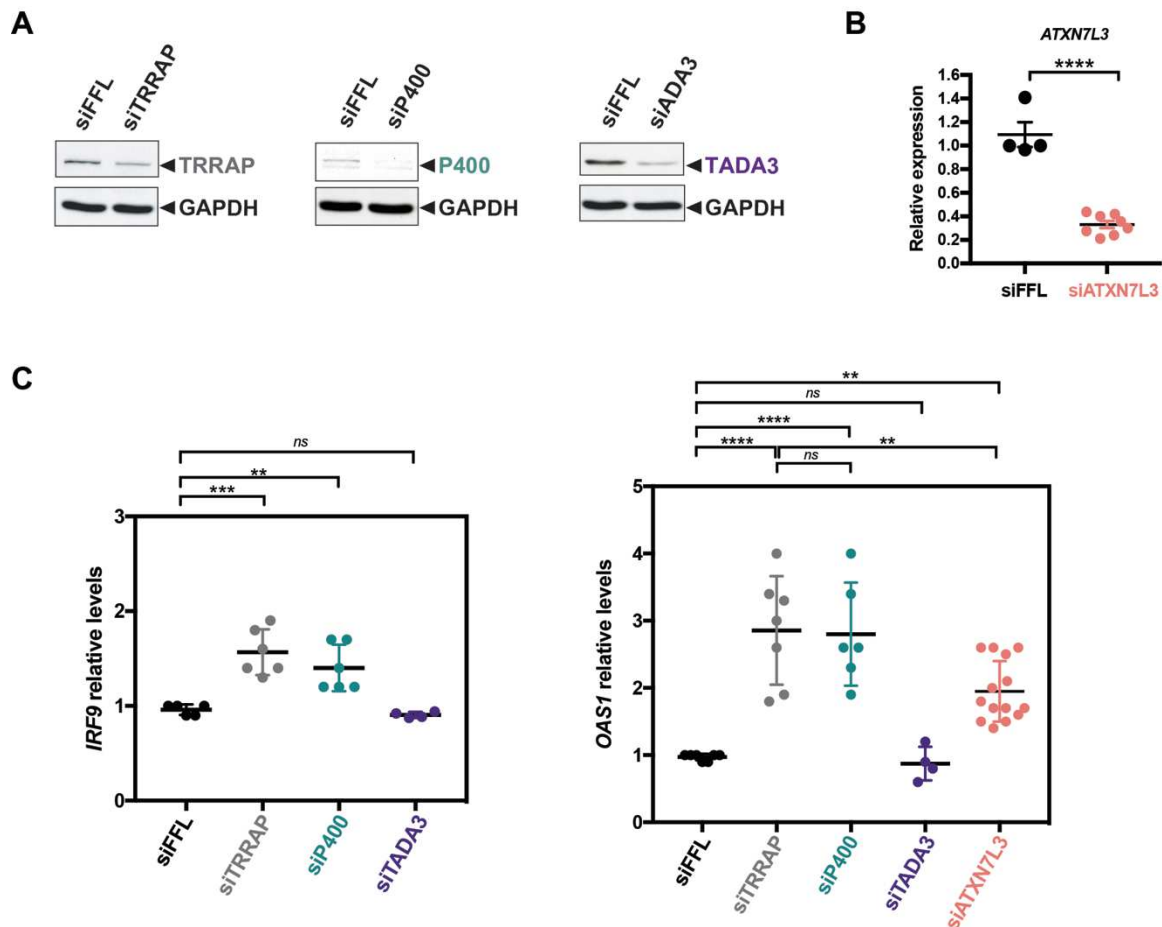 A
siFFL
siTRRAP
TRRAP
GAPDH
siFFL
siP400
P400
GAPDH
siFFL
siADA3
TADA3
GAPDH
B
ATXN7L3
****
Relative expression
1.6
1.4
1.2
1.0
0.8
0.6
0.4
0.2
0.0
siFFL
siATXN7L3
C
ns
**
***
IRF9 relative levels
3
2
1
0
siFFL
siTRRAP
siP400
siTADA3
**
ns
****
****
**
ns
OAS1 relative levels
5
4
3
2
1
0
siFFL
siTRRAP
siP400
siTADA3
siATXN7L3